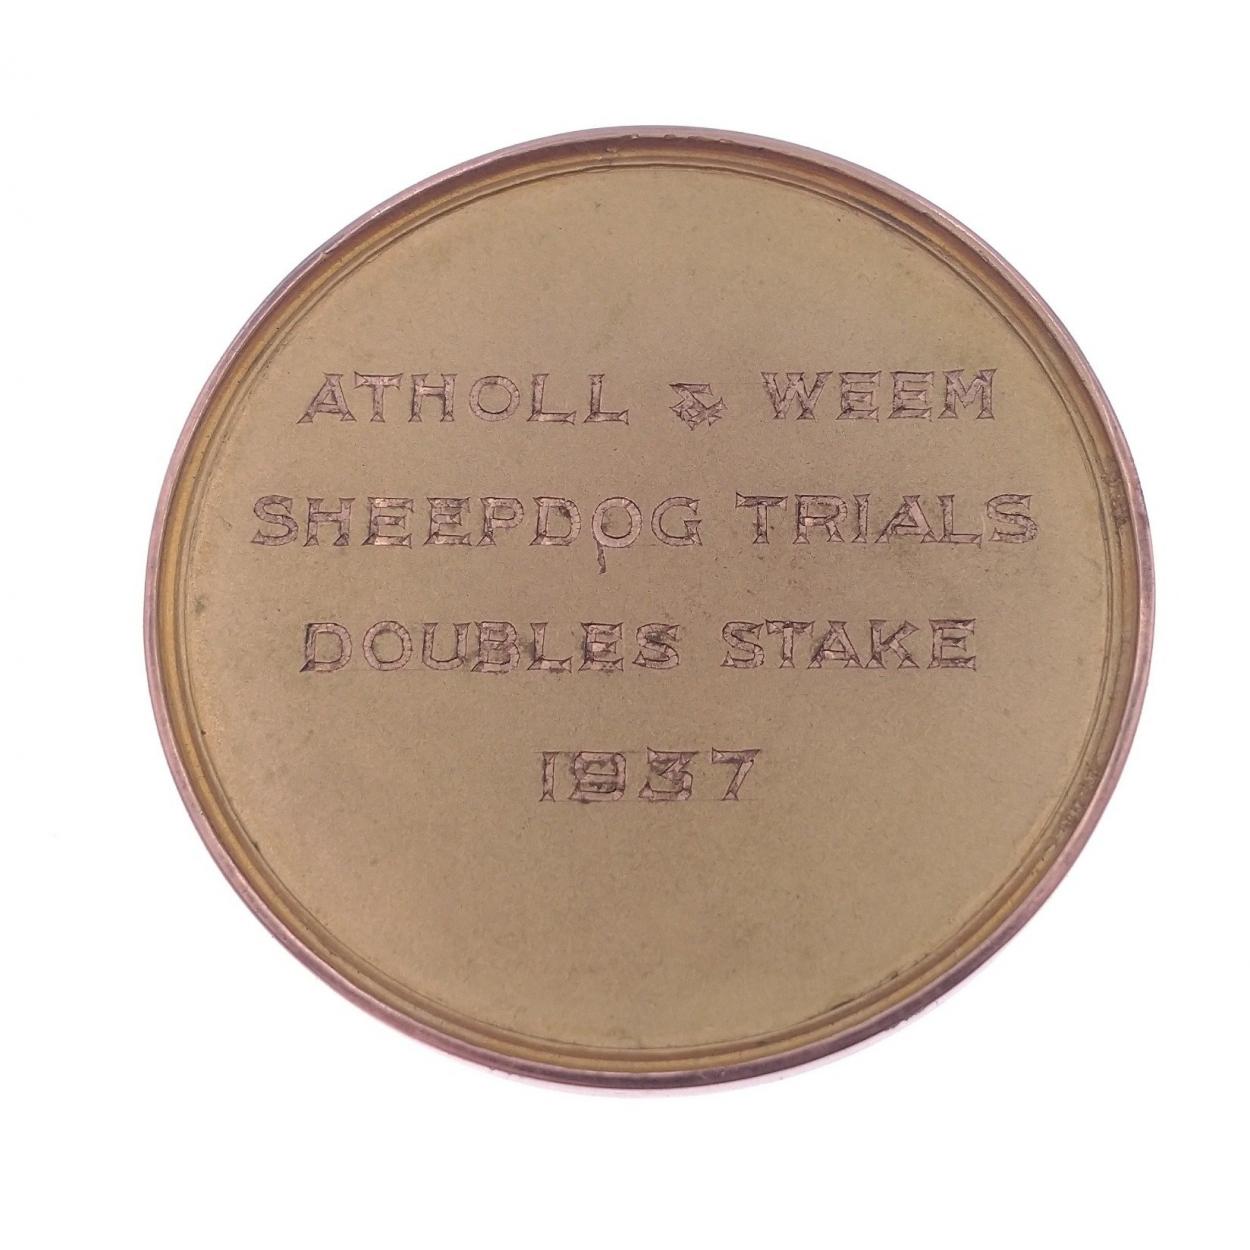 ATHOLL & WEEM
SHEEPDOG TRIALS
DOUBLES STAKE
1937